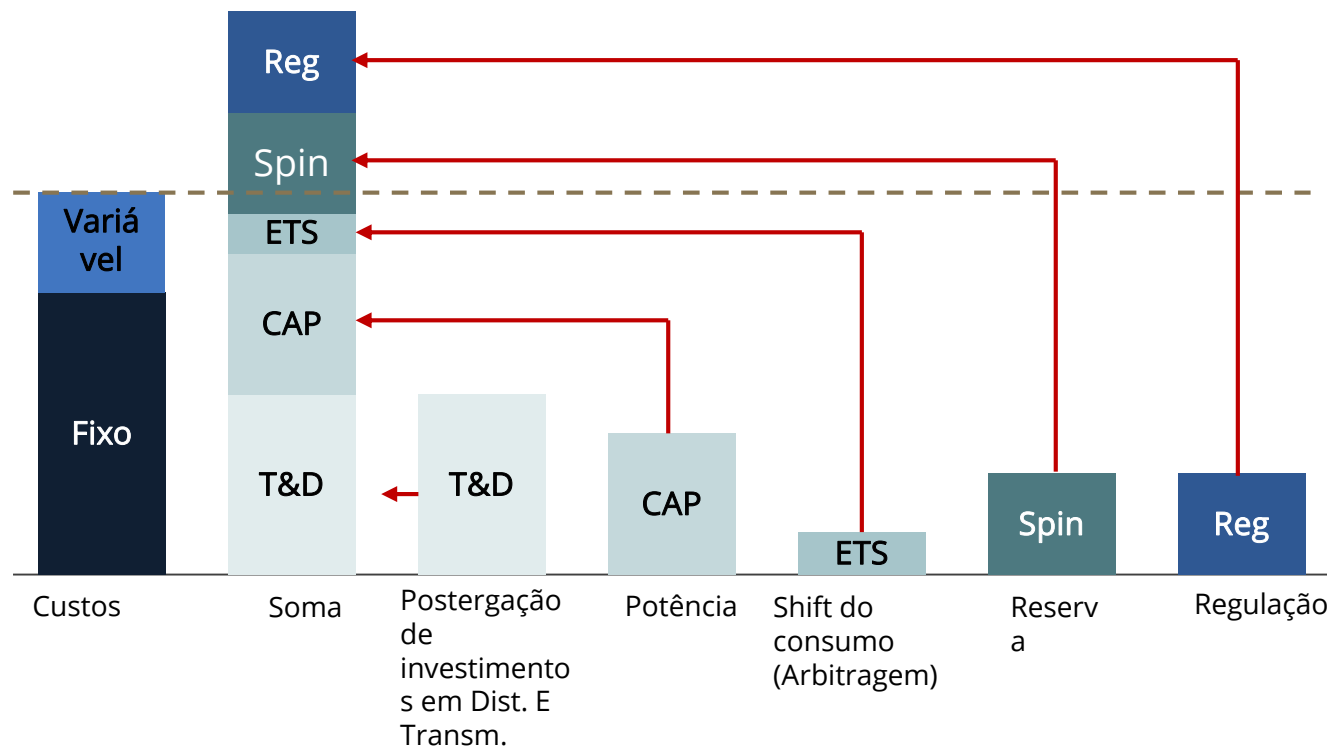 Reg
Spin
Variá
vel
ETS
CAP
Fixo
T&D
T&D
CAP
ETS
Spin
Reg
Custos
Soma
Postergação
de
investimento
s em Dist. E
Transm.
Potência
Shift do
consumo
(Arbitragem)
Reserv
a
Regulação